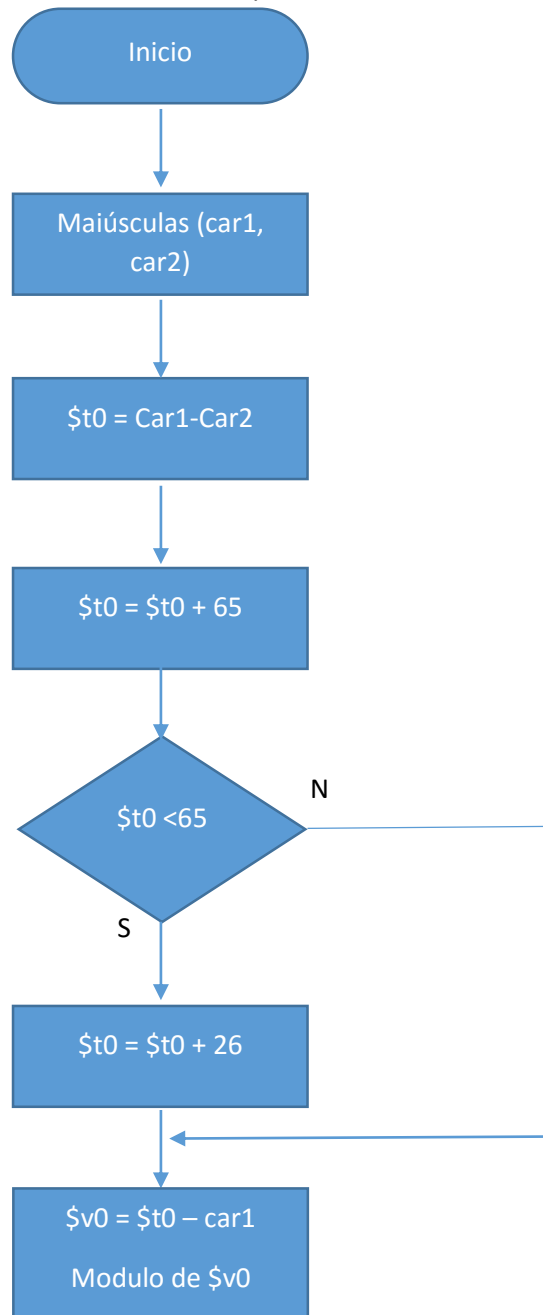 Inicio
Maiúsculas (car1,
car2)
$t0 = Car1-Car2
$t0 = $t0 + 65
$t0 <65
N
S
$t0 = $t0 + 26
$v0 = $t0 – car1
Modulo de $v0